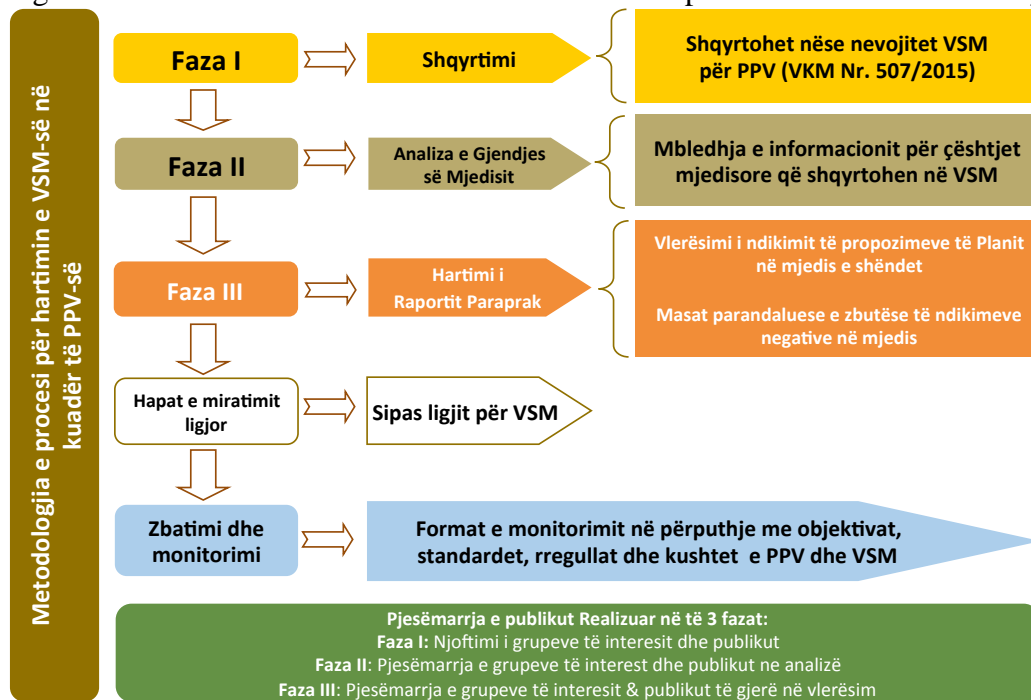 Metodologjia e procesi për hartimin e VSM-së në
kuadër të PPV-së
Faza I
Shqyrtimi
Shqyrtohet nëse nevojitet VSM
për PPV (VKM Nr. 507/2015)
Faza II
Analiza e Gjendjes
së Mjedisit
Mbledhja e informacionit për çështjet
mjedisore që shqyrtohen në VSM
Faza III
Hartimi i
Raportit Paraprak
Vlerësimi i ndikimit të propozimeve të Planit
në mjedis e shëndet
Masat parandaluese e zbutëse të ndikimeve
negative në mjedis
Hapat e miratimit
ligjor
Sipas ligjit për VSM
Zbatimi dhe
monitorimi
Format e monitorimit në përputhje me objektivat,
standardet, rregullat dhe kushtet e PPV dhe VSM
Pjesëmarrja e publikut Realizuar në të 3 fazat:
Faza I: Njoftimi i grupeve të interesit dhe publikut
Faza II: Pjesëmarrja e grupeve të interest dhe publikut ne analizë
Faza III: Pjesëmarrja e grupeve të interesit & publikut të gjerë në vlerësim